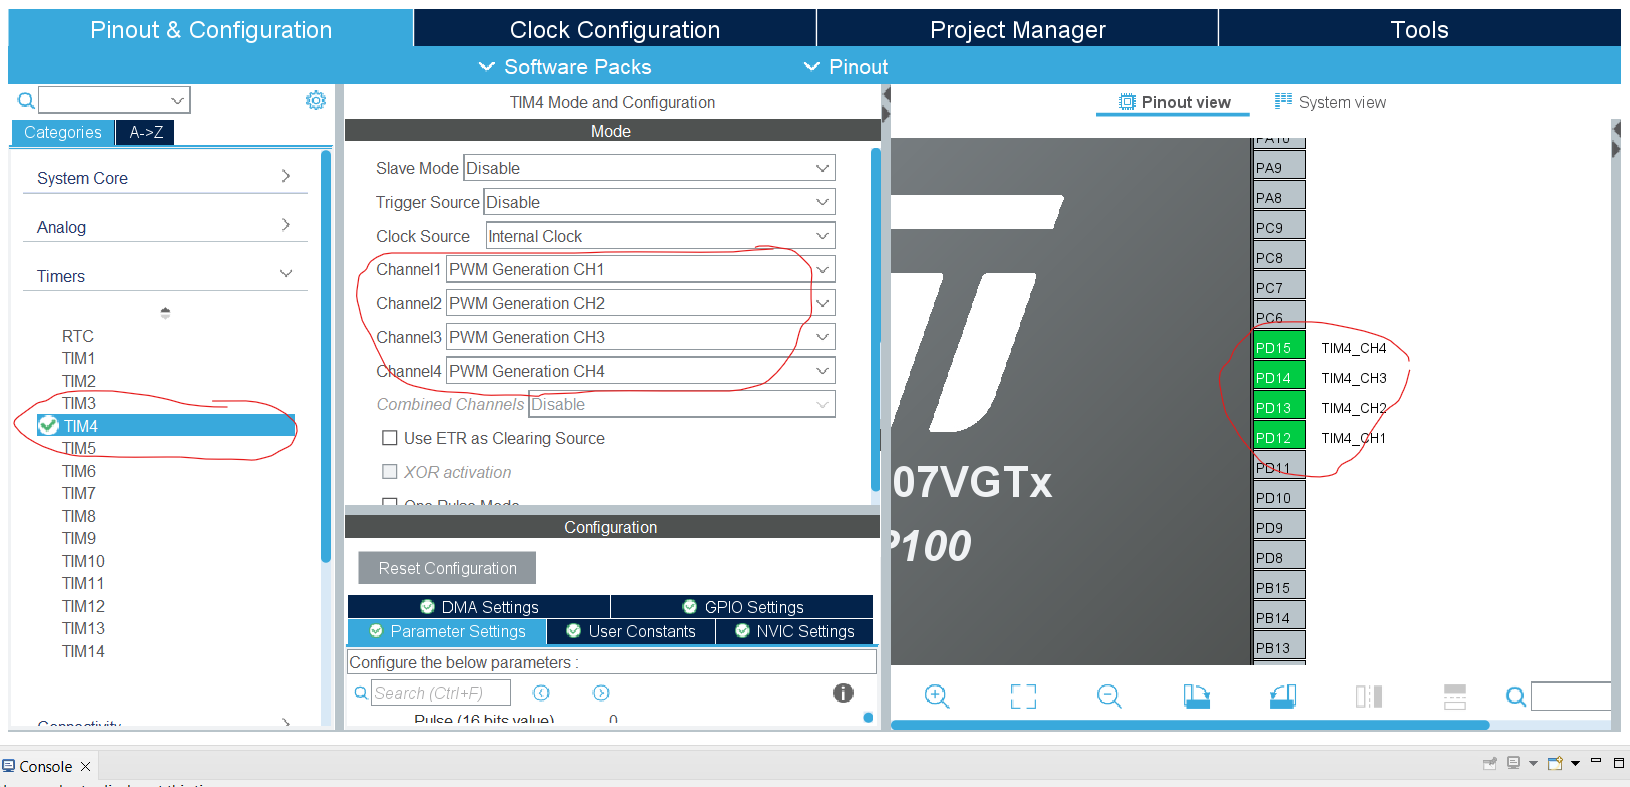 Pinout & Configuration
Clock Configuration
Project Manager
Tools
Software Packs
Pinout
Categories
A->Z
System Core
Analog
Timers
RTC
TIM1
TIM2
TIM3
TIM4
TIM5
TIM6
TIM7
TIM8
TIM9
TIM10
TIM11
TIM12
TIM13
TIM14
Connectivity
TIM4 Mode and Configuration
Mode
Slave Mode Disable
Trigger Source Disable
Clock Source Internal Clock
Channel1 PWM Generation CH1
Channel2 PWM Generation CH2
Channel3 PWM Generation CH3
Channel4 PWM Generation CH4
Combined Channels Disable
Use ETR as Clearing Source
XOR activation
One Pulse Mode
Configuration
Reset Configuration
DMA Settings
GPIO Settings
Parameter Settings
User Constants
NVIC Settings
Configure the below parameters :
Search (Ctrl+F)
Pulse (16 bits value) 0
Pinout view
System view
PA10
PA9
PA8
PC9
PC8
PC7
PC6
PD15 TIM4_CH4
PD14 TIM4_CH3
PD13 TIM4_CH2
PD12 TIM4_CH1
PD11
PD10
PD9
PD8
PB15
PB14
PB13
07VGTx
P100
Console